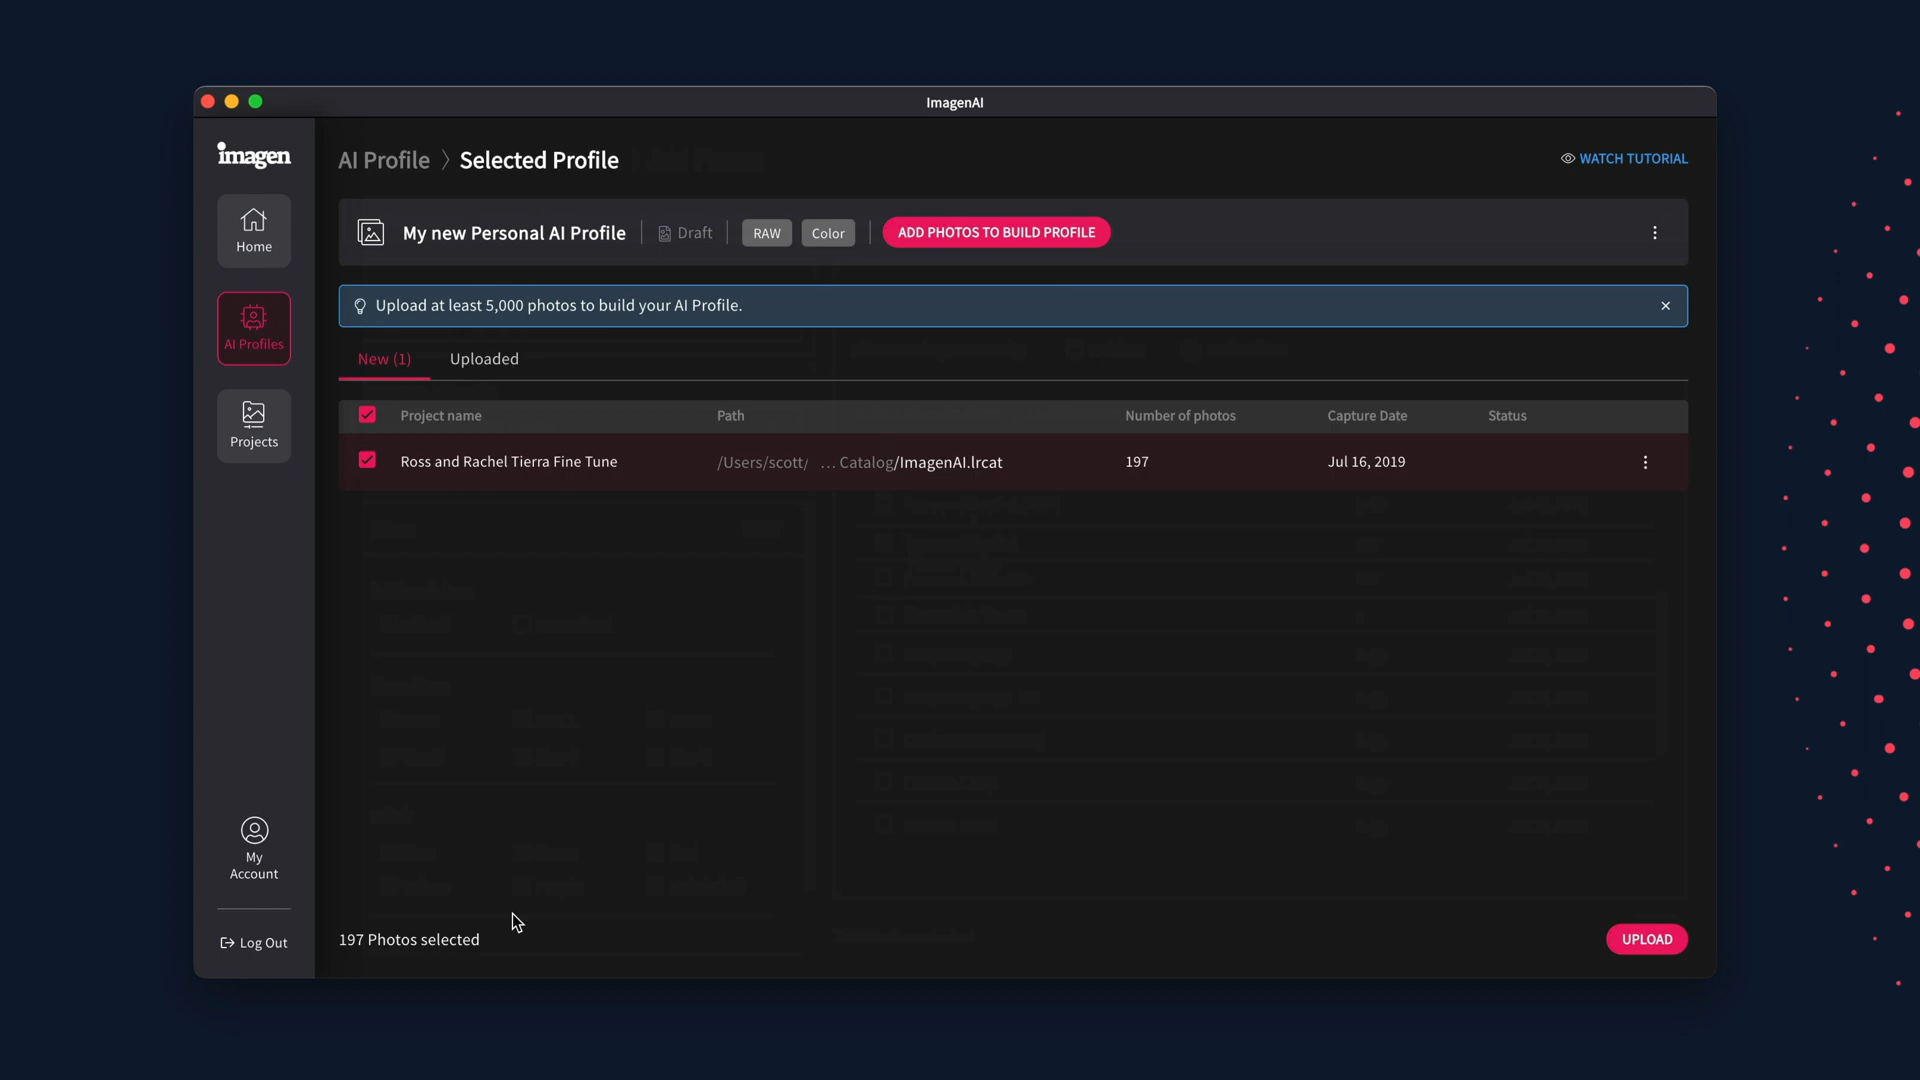 ImagenAI
imagen
AI Profile > Selected Profile
WATCH TUTORIAL
Home
My new Personal AI Profile
Draft
RAW
Color
ADD PHOTOS TO BUILD PROFILE
AI Profiles
Upload at least 5,000 photos to build your AI Profile.
New (1)
Uploaded
Projects
Project name
Path
Number of photos
Capture Date
Status
Ross and Rachel Tierra Fine Tune
/Users/scott/ ... Catalog/ImagenAI.lrcat
197
Jul 16, 2019
My
Account
Log Out
197 Photos selected
UPLOAD